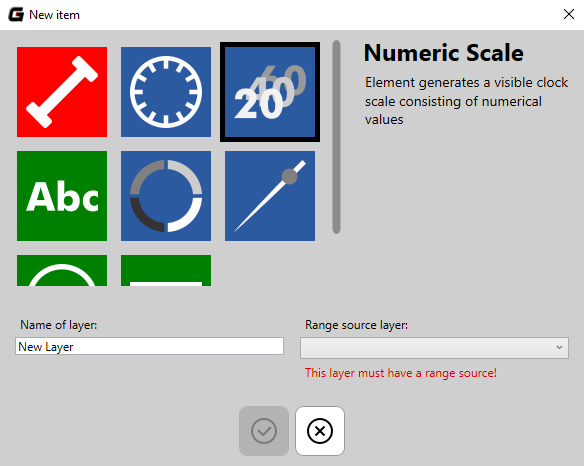 New item
Numeric Scale
Element generates a visible clock
scale consisting of numerical
values
60
40
20
Abc
Name of layer:
New Layer
Range source layer:
This layer must have a range source!